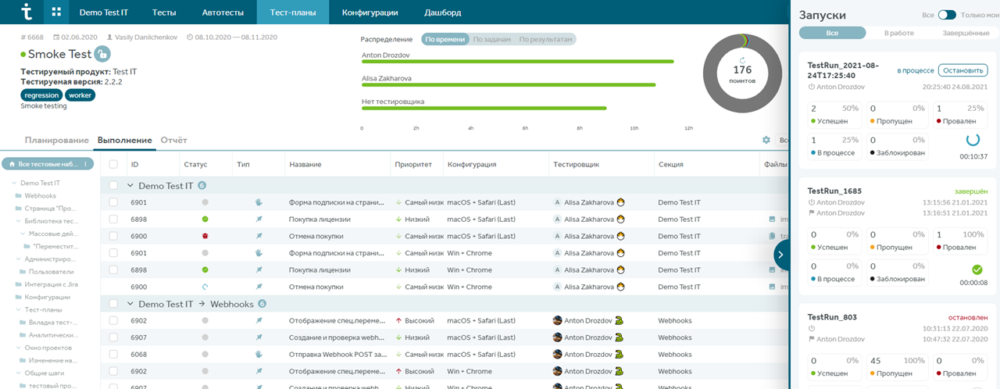 Demo Test IT Тесты Автотесты Тест-планы Конфигурации Дашборд
# 6668 02.06.2020 Vasily Danilchenkov 08.10.2020 — 08.11.2020
Smoke Test
Тестируемый продукт: Test IT
Тестируемая версия: 2.2.2
regression worker
Smoke testing
Распределение По времени По задачам По результатам
Anton Drozdov
Alisa Zakharova
Нет тестировщика
0 2h 4h 6h 8h 10h 12h
176
поинтов
Планирование Выполнение Отчёт
Все тестовые наб...
Demo Test IT
Webhooks
Страница "Про...
Библиотека тес...
Массовые дей...
"Переместит...
Администриро...
Пользователи
Интеграция с Jira
Конфигурации
Тест-планы
Вкладка тест-...
Аналитически...
Окно проектов
Изменение на...
Общие шаги
тестовый про...
ID Статус Тип Название Приоритет Конфигурация Тестировщик Секция Файлы
Demo Test IT 6
6901 Форма подписки на страни... Самый низк macOS + Safari (Last) A Alisa Zakharova Demo Test IT
6898 Покупка лицензии Низкий macOS + Safari (Last) A Alisa Zakharova Demo Test IT
6900 Отмена покупки Самый низк macOS + Safari (Last) A Alisa Zakharova Demo Test IT
6901 Форма подписки на страни... Самый низк Win + Chrome A Alisa Zakharova Demo Test IT
6898 Покупка лицензии Низкий Win + Chrome A Alisa Zakharova Demo Test IT
6900 Отмена покупки Самый низк Win + Chrome A Alisa Zakharova Demo Test IT
Demo Test IT → Webhooks 6
6902 Отображение спец.переме... Высокий macOS + Safari (Last) Anton Drozdov Webhooks
6907 Создание и проверка webh... Низкий macOS + Safari (Last) Anton Drozdov Webhooks
6068 Отправка Webhook POST за... Низкий macOS + Safari (Last) Anton Drozdov Webhooks
6902 Отображение спец.переме... Высокий Win + Chrome Anton Drozdov Webhooks
6907 Создание и проверка webh... Низкий Win + Chrome Anton Drozdov Webhooks
Запуски Все Только мои
Все В работе Завершённые
TestRun_2021-08-
24T17:25:40 в процессе Остановить
Anton Drozdov 20:25:40 24.08.2021
2 50% 0 0% 1 25%
Успешен Пропущен Провален
1 25% 0 0%
В процессе Заблокирован 00:10:37
TestRun_1685 завершён
Anton Drozdov 13:15:56 21.01.2021
Anton Drozdov 13:16:51 21.01.2021
0 0% 0 0% 1 100%
Успешен Пропущен Провален
0 0% 0 0%
В процессе Заблокирован 00:00:08
TestRun_803 остановлен
10:31:13 22.07.2020
Anton Drozdov 10:47:32 22.07.2020
0 0% 45 100% 0 0%
Успешен Пропущен Провален